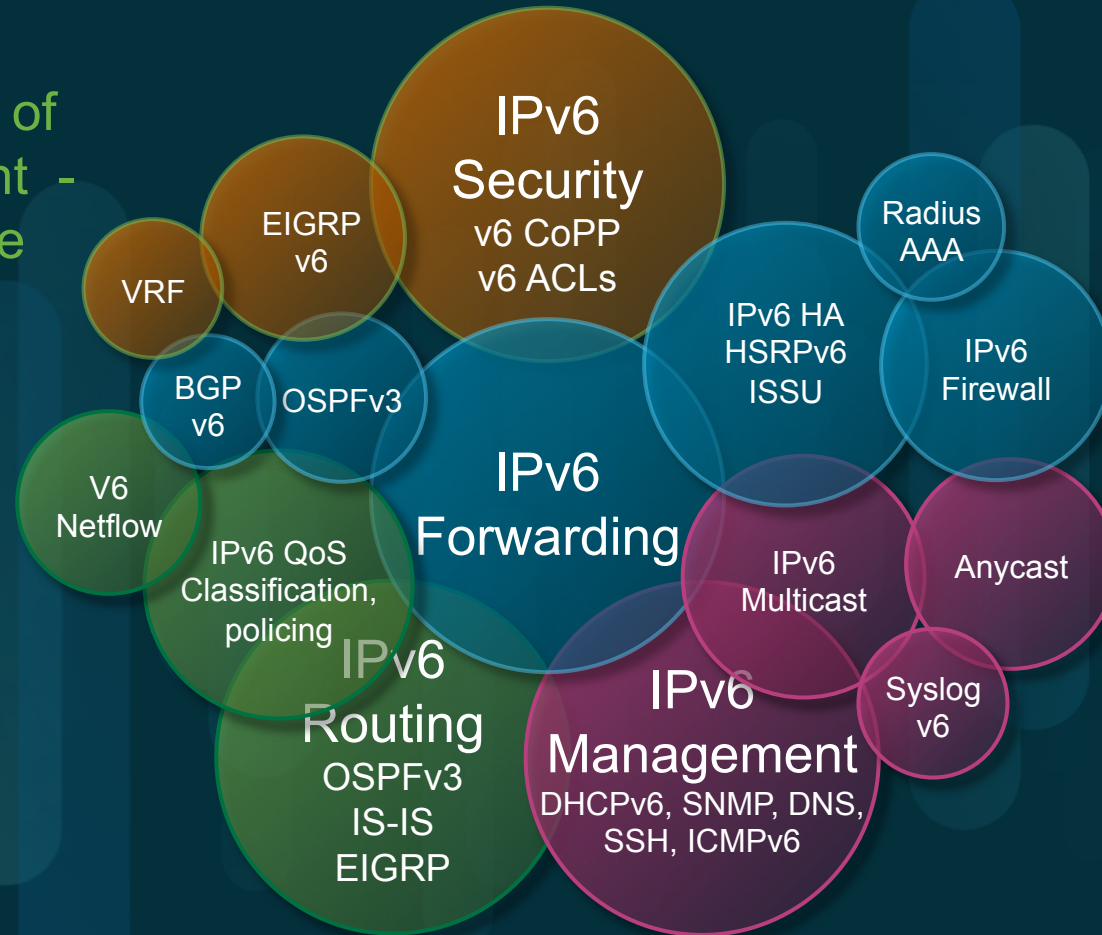 of
-
IPv6
Security
v6 CoPP
v6 ACLs
EIGRP
v6
VRF
Radius
AAA
IPv6 HA
HSRPv6
ISSU
IPv6
Firewall
BGP
v6
OSPFv3
IPv6
Forwarding
V6
Netflow
IPv6 QoS
Classification,
policing
IPv6
Multicast
Anycast
IPv6
Routing
OSPFv3
IS-IS
EIGRP
IPv6
Management
DHCPv6, SNMP, DNS,
SSH, ICMPv6
Syslog
v6